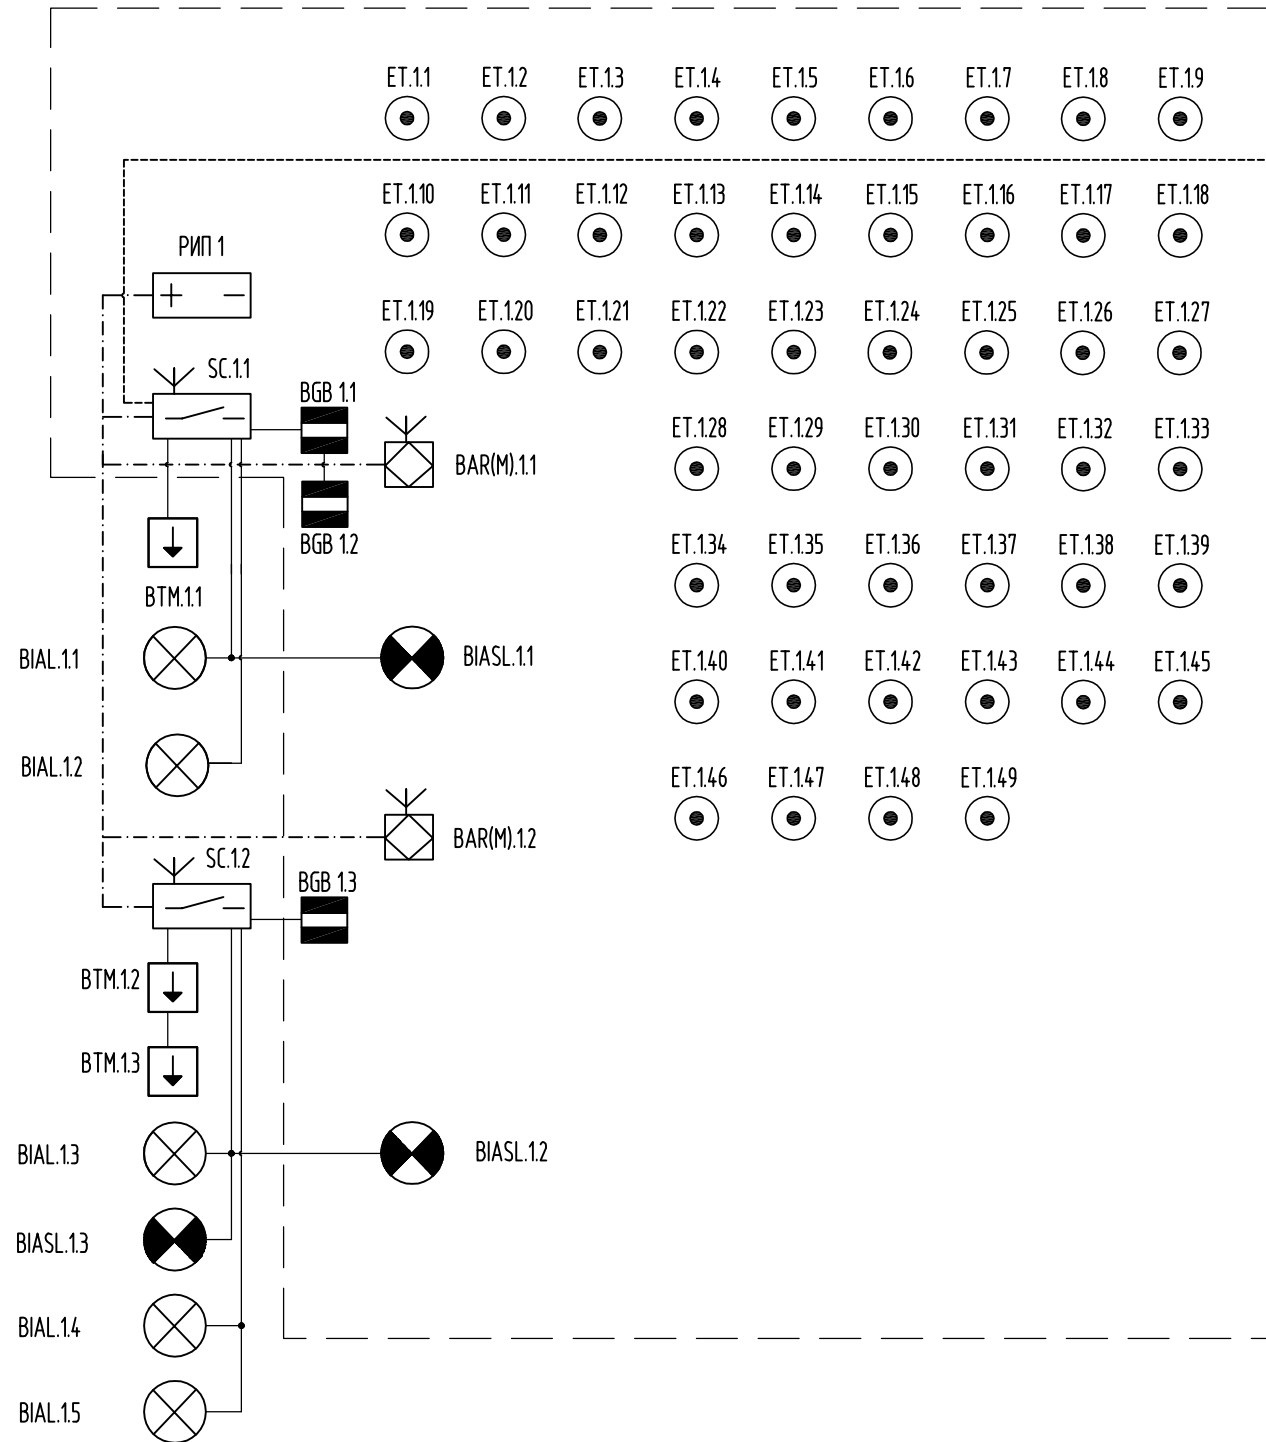 ET.1.1 ET.1.2 ET.1.3 ET.1.4 ET.1.5 ET.1.6 ET.1.7 ET.1.8 ET.1.9
ET.1.10 ET.1.11 ET.1.12 ET.1.13 ET.1.14 ET.1.15 ET.1.16 ET.1.17 ET.1.18
РИП 1
ET.1.19 ET.1.20 ET.1.21 ET.1.22 ET.1.23 ET.1.24 ET.1.25 ET.1.26 ET.1.27
SC.1.1
BGB 1.1
ET.1.28 ET.1.29 ET.1.30 ET.1.31 ET.1.32 ET.1.33
BAR(M).1.1
BGB 1.2
ET.1.34 ET.1.35 ET.1.36 ET.1.37 ET.1.38 ET.1.39
BTM.1.1
BIAL.1.1
BIASL.1.1
ET.1.40 ET.1.41 ET.1.42 ET.1.43 ET.1.44 ET.1.45
BIAL.1.2
ET.1.46 ET.1.47 ET.1.48 ET.1.49
BAR(M).1.2
SC.1.2
BGB 1.3
BTM.1.2
BTM.1.3
BIAL.1.3
BIASL.1.2
BIASL.1.3
BIAL.1.4
BIAL.1.5